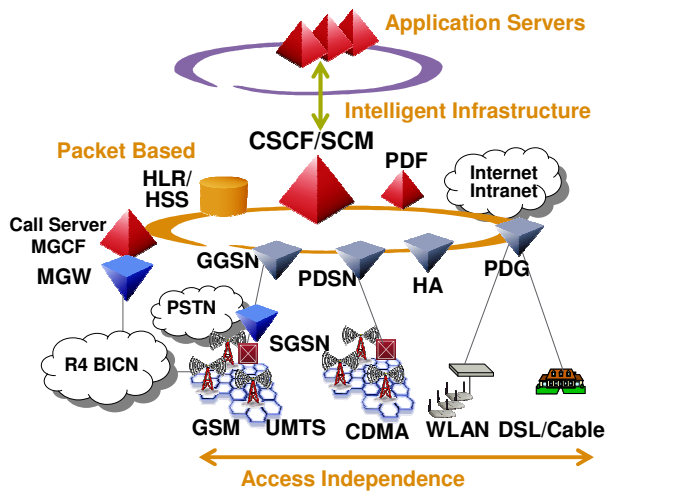 Application Servers
Intelligent Infrastructure
CSCF/SCM
Packet Based
PDF
HLR/
HSS
Internet
Intranet
Call Server
MGCF
MGW
GGSN
PDSN
HA
PDG
PSTN
SGSN
R4 BICN
GSM
UMTS
CDMA
WLAN
DSL/Cable
Access Independence